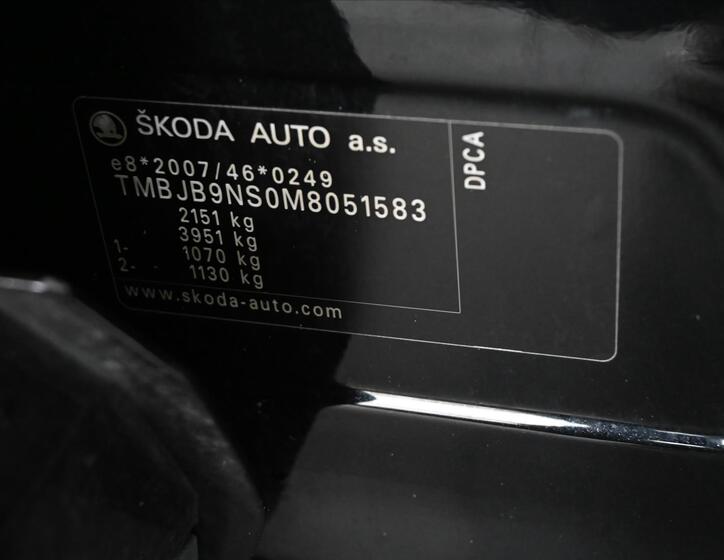 ŠKODA AUTO a.s.
DPCA
e8*2007/46*0249
TMBJB9NS0M8051583
2151 kg
3951 kg
1- 1070 kg
2- 1130 kg
www.skoda-auto.com